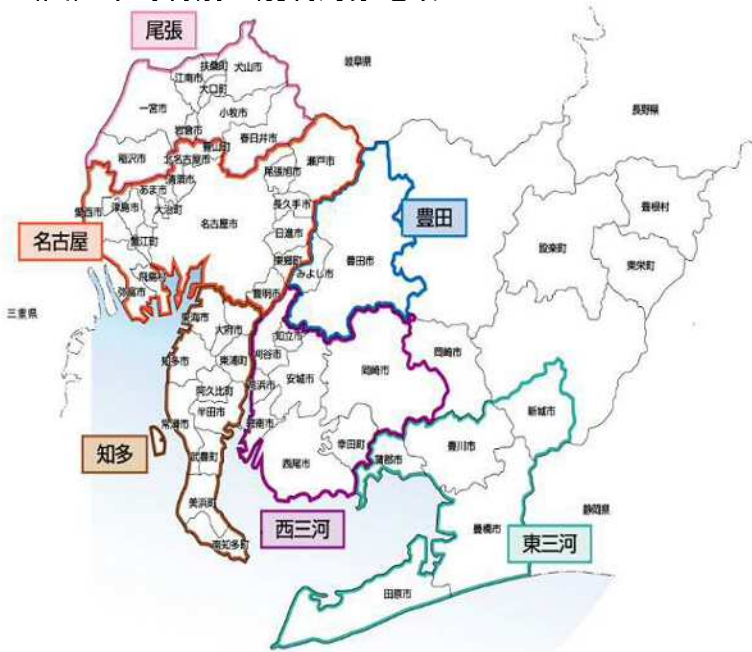 尾張
扶桑町
犬山市
江南市
大口町
岐阜県
一宮市
小牧市
長野県
岩倉市
春日井市
豊山町
稲沢市
北名古屋市
瀬戸市
清須市
尾張旭市
あま市
愛西市
津島市
大治町
長久手市
豊根村
名古屋市
豊田
設楽町
名古屋
日進市
蟹江町
東郷町
豊田市
東栄町
みよし市
飛島村
弥富市
豊明市
三重県
東海市
大府市
知立市
知多市
東浦町
刈谷市
岡崎市
岡崎市
安城市
高浜市
阿久比町
半田市
新城市
常滑市
碧南市
幸田町
豊川市
知多
武豊町
西尾市
蒲郡市
美浜町
静岡県
西三河
豊橋市
東三河
南知多町
田原市